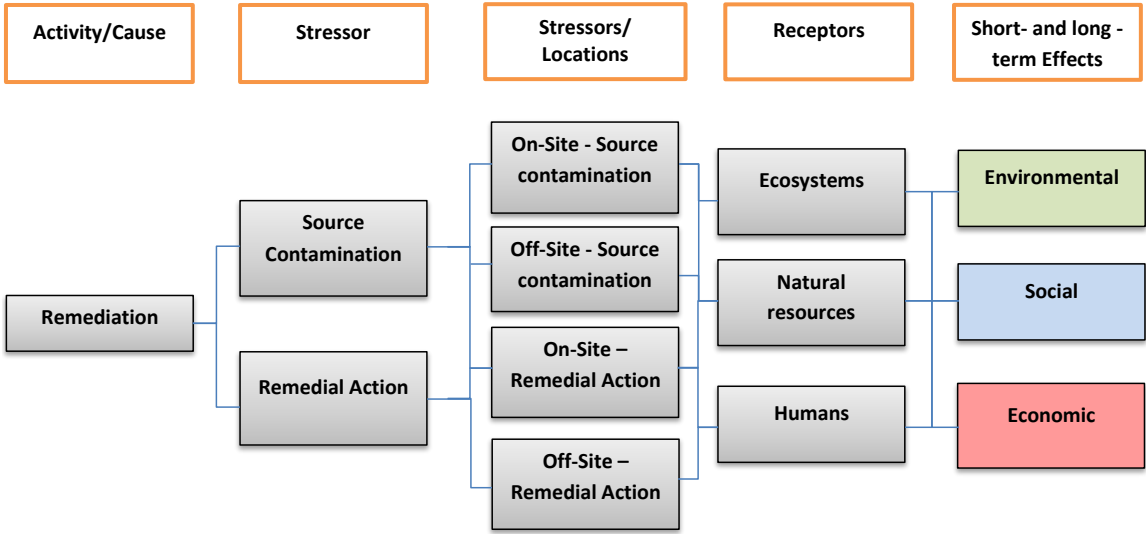 Activity/Cause
Stressor
Stressors/
Locations
Receptors
Short- and long -
term Effects
On-Site - Source
contamination
Ecosystems
Environmental
Source
Contamination
Off-Site - Source
contamination
Natural
resources
Social
Remediation
On-Site –
Remedial Action
Remedial Action
Humans
Economic
Off-Site –
Remedial Action